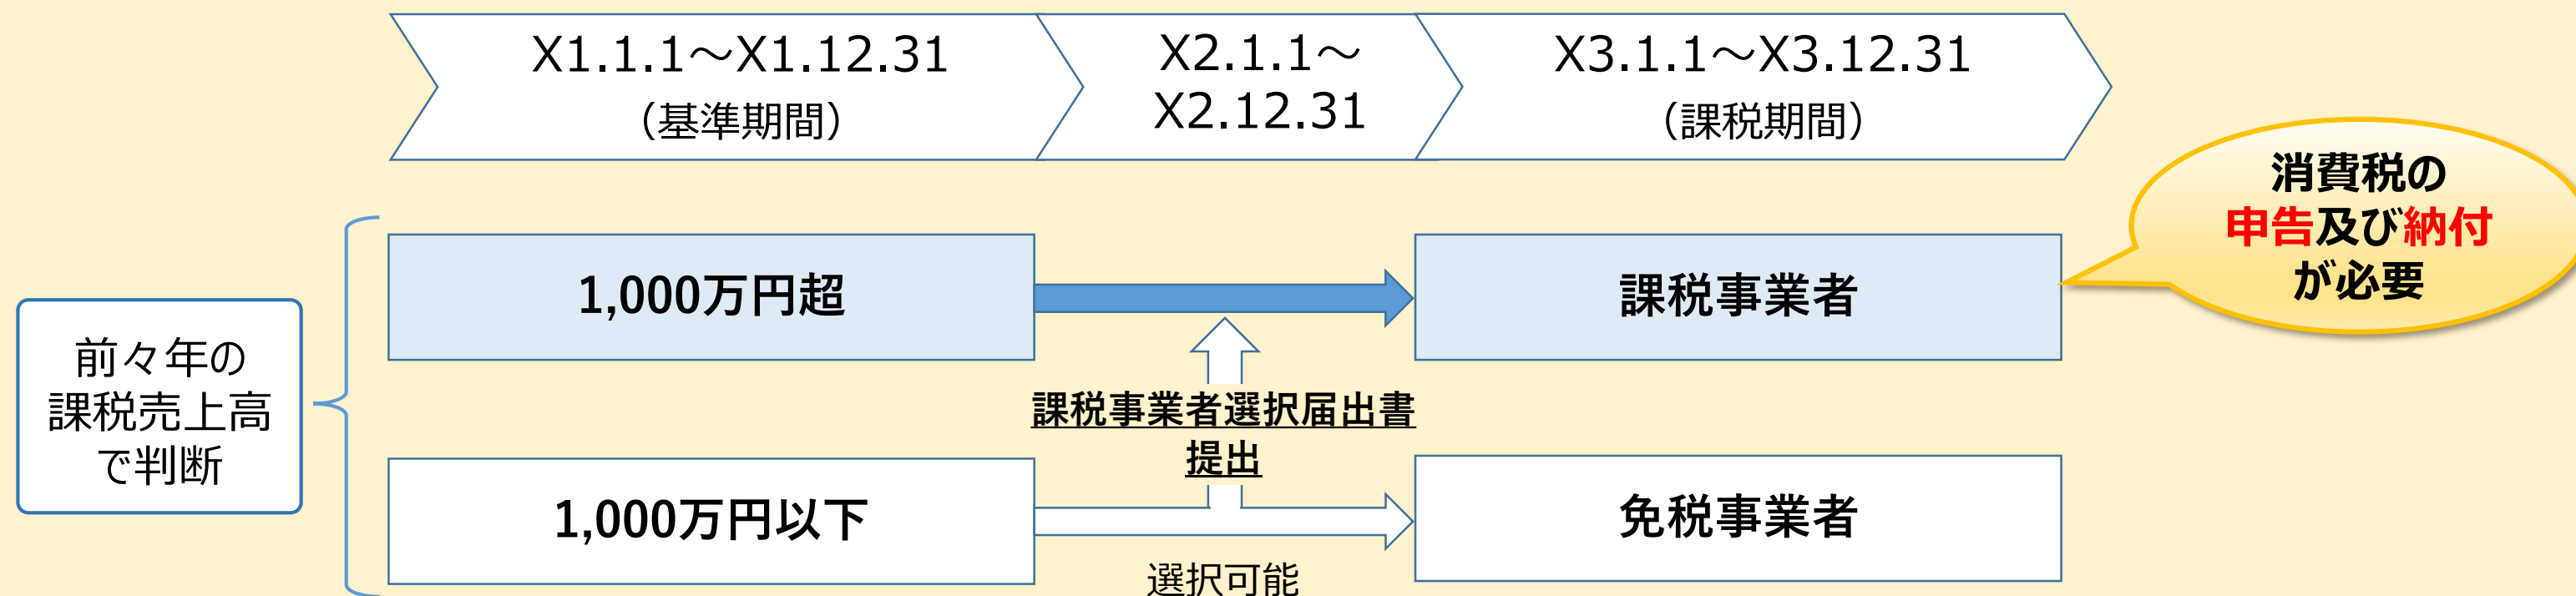 X1.1.1～X1.12.31
（基準期間）
X2.1.1～
X2.12.31
X3.1.1～X3.12.31
（課税期間）
消費税の
申告及び納付
が必要
前々年の
課税売上高
で判断
1,000万円超
課税事業者
課税事業者選択届出書
提出
1,000万円以下
免税事業者
選択可能